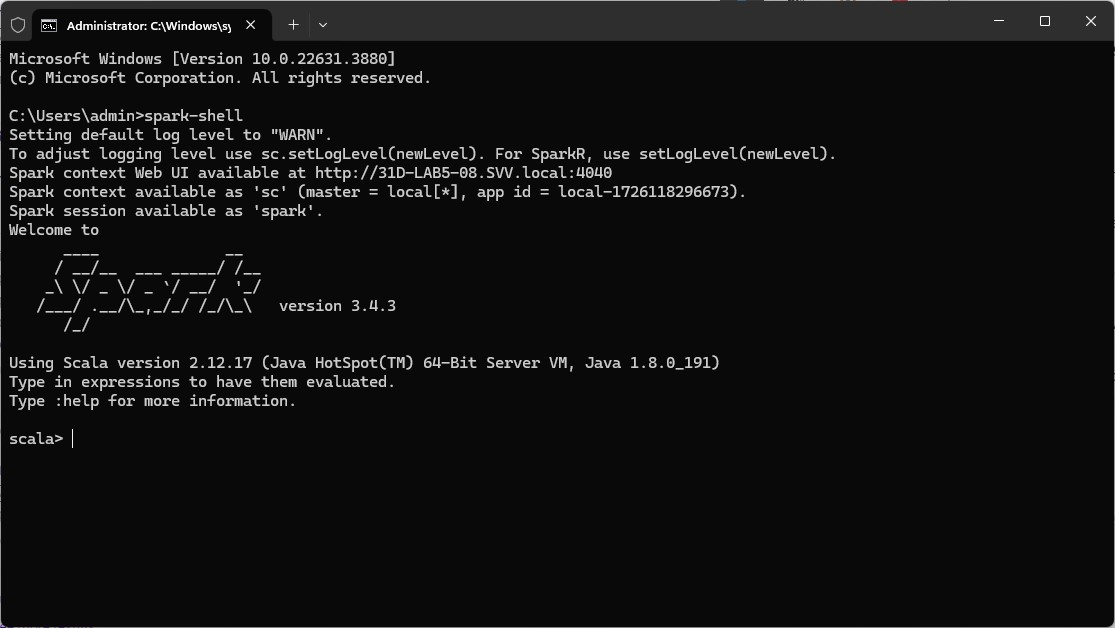 Administrator: C:\Windows\sy
Microsoft Windows [Version 10.0.22631.3880]
(c) Microsoft Corporation. All rights reserved.
C:\Users\admin>spark-shell
Setting default log level to "WARN".
To adjust logging level use sc.setLogLevel(newLevel). For SparkR, use setLogLevel(newLevel).
Spark context Web UI available at http://31D-LAB5-08.SVV.local:4040
Spark context available as 'sc' (master = local[*], app id = local-1726118296673).
Spark session available as 'spark'.
Welcome to
      ____              __
     / __/__  ___ _____/ /__
    _\ \/ _ \/ _ `/ __/  '_/
   /___/ .__/\_,_/_/ /_/\_\   version 3.4.3
      /_/
Using Scala version 2.12.17 (Java HotSpot(TM) 64-Bit Server VM, Java 1.8.0_191)
Type in expressions to have them evaluated.
Type :help for more information.
scala>